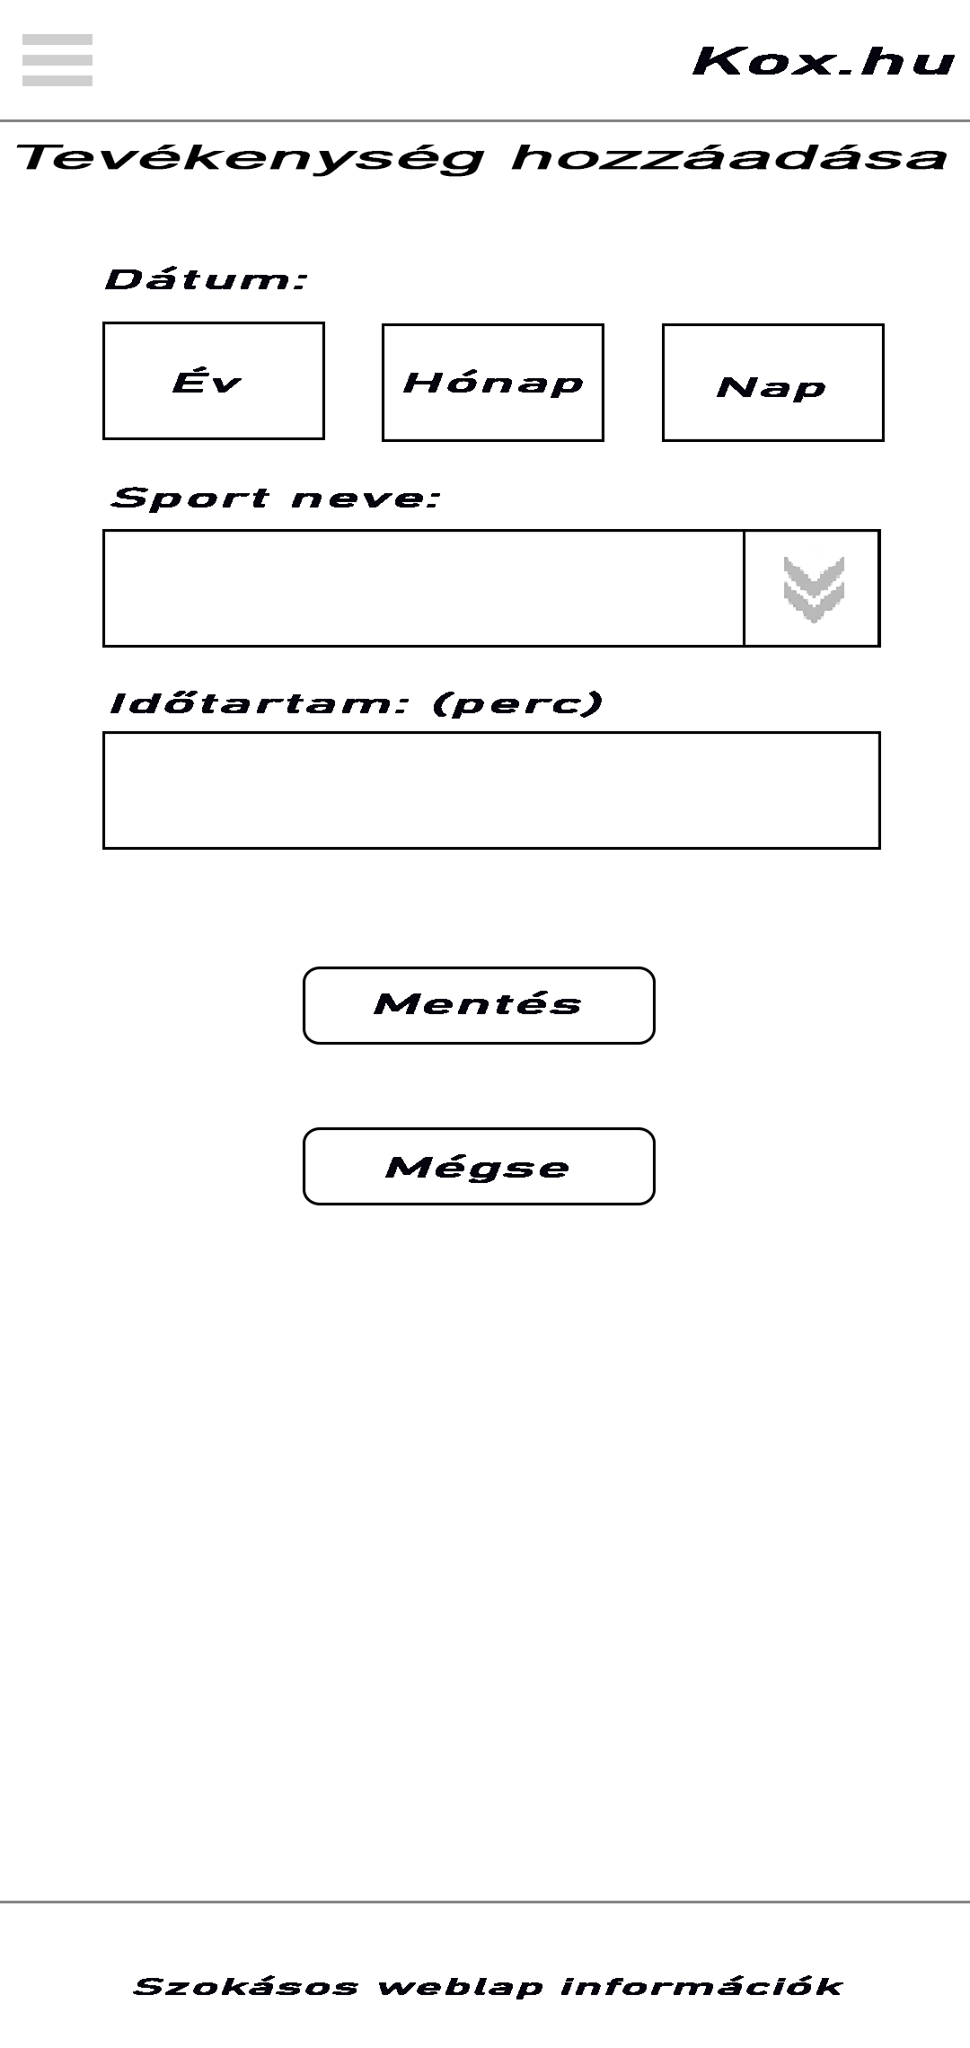 Kox.hu
Tevékenység hozzáadása
Dátum:
Év Hónap Nap
Sport neve:
Időtartam: (perc)
Mentés
Mégse
Szokásos weblap információk